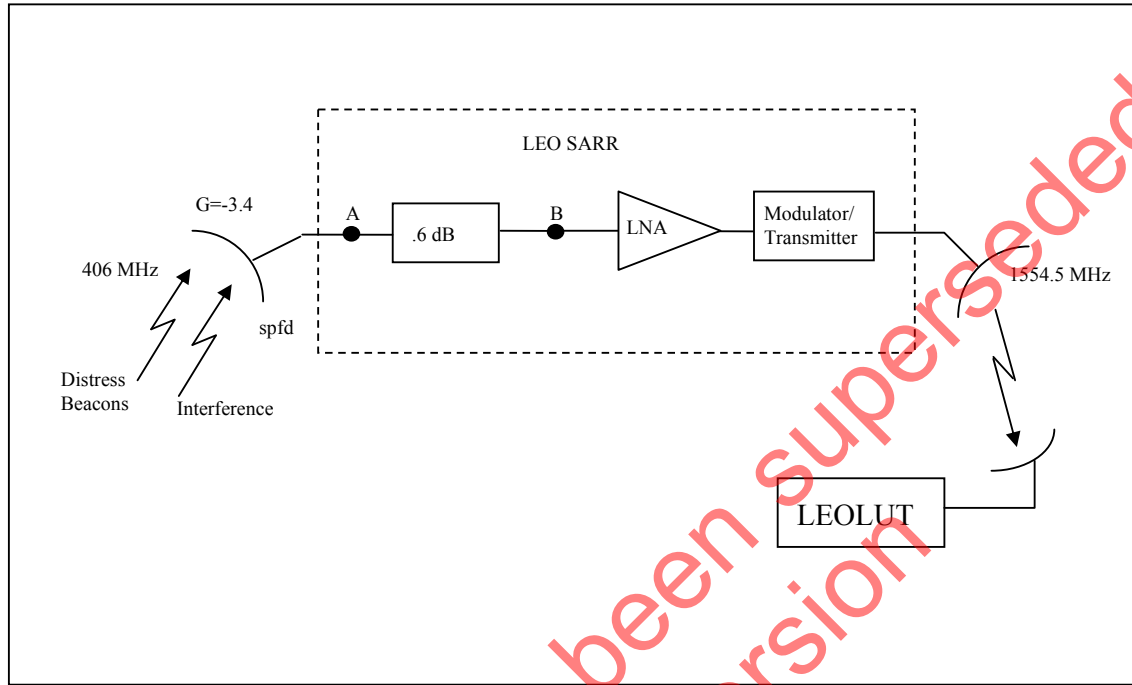 LEO SARR
G=-3.4
A
B
.6 dB
LNA
Modulator/
Transmitter
406 MHz
1554.5 MHz
spfd
Distress
Beacons
Interference
LEOLUT
been superseded
version